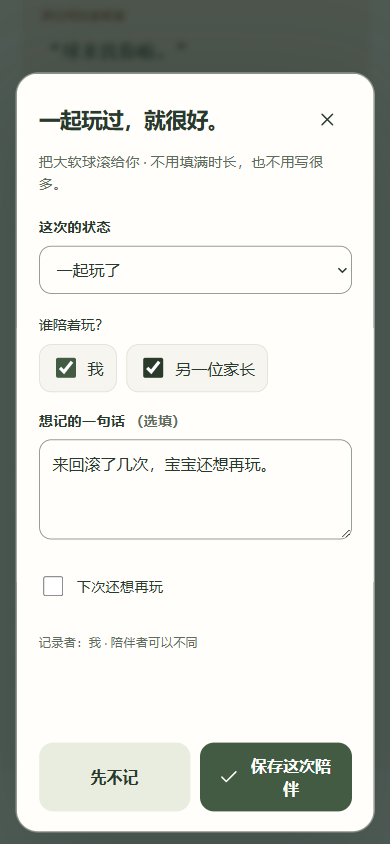 一起玩过，就很好。
把大软球滚给你 · 不用填满时长，也不用写很
多。
这次的状态
一起玩了
谁陪着玩？
我
另一位家长
想记的一句话 （选填）
来回滚了几次，宝宝还想再玩。
下次还想再玩
记录者：我 · 陪伴者可以不同
先不记
保存这次陪
伴